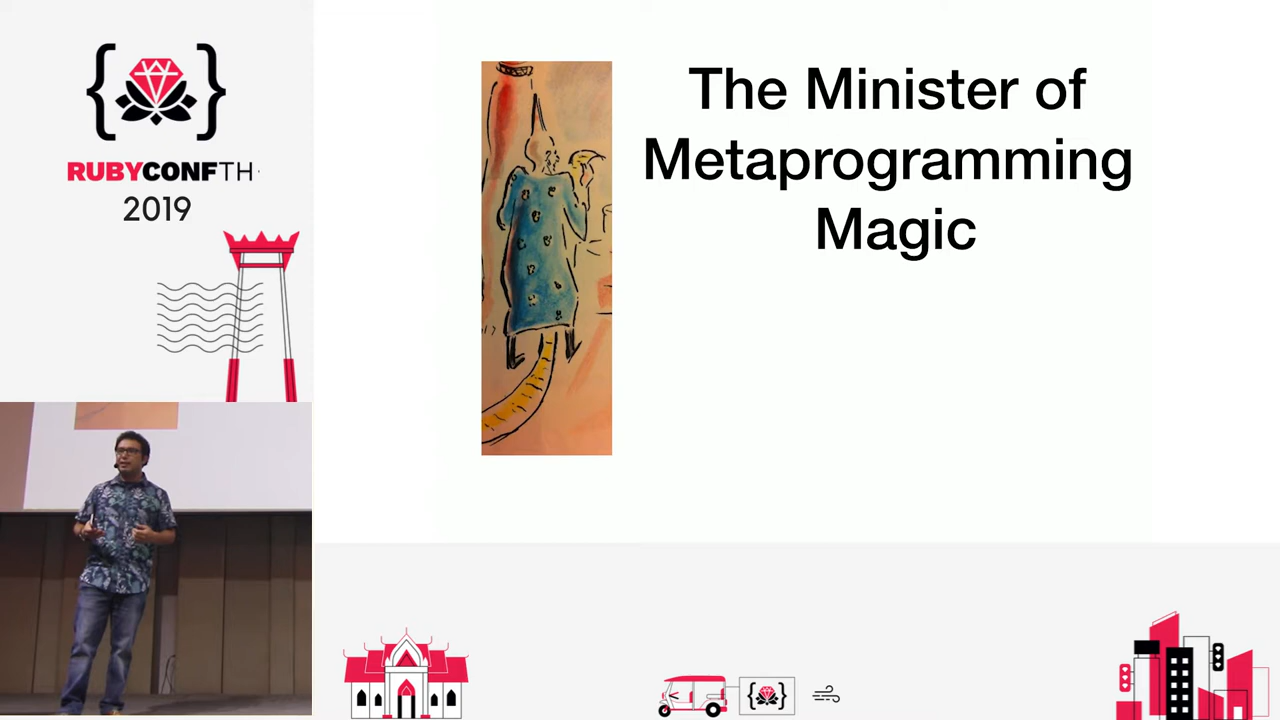 RUBYCONFTH
2019
The Minister of
Metaprogramming
Magic